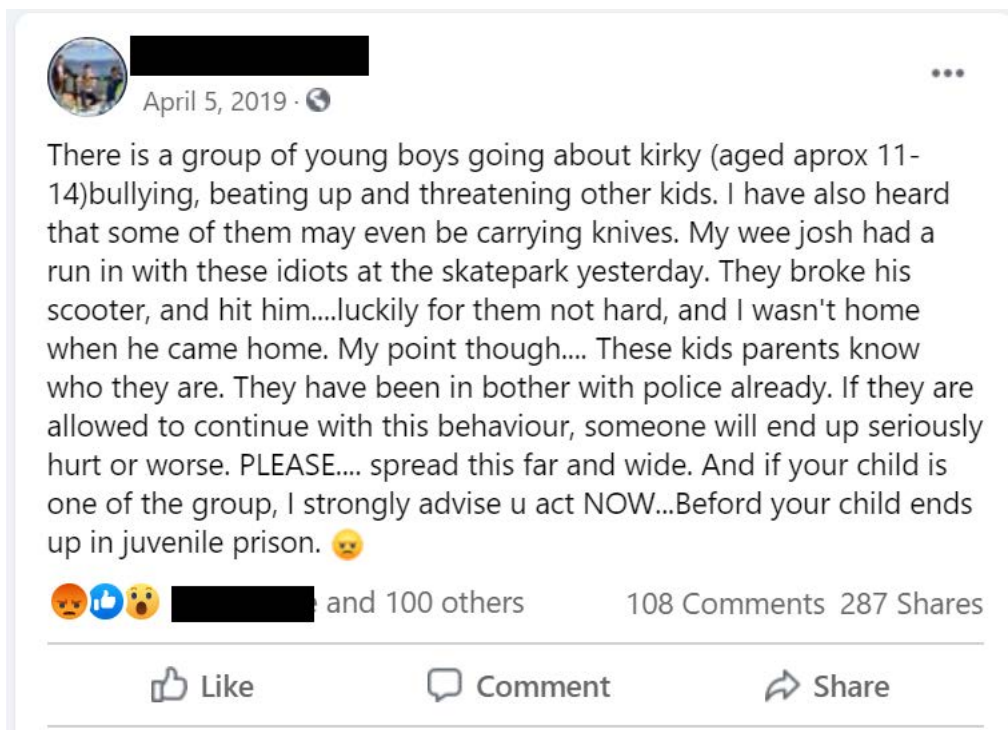 April 5, 2019 ·
There is a group of young boys going about kirky (aged aprox 11-
14)bullying, beating up and threatening other kids. I have also heard
that some of them may even be carrying knives. My wee josh had a
run in with these idiots at the skatepark yesterday. They broke his
scooter, and hit him....luckily for them not hard, and I wasn't home
when he came home. My point though.... These kids parents know
who they are. They have been in bother with police already. If they are
allowed to continue with this behaviour, someone will end up seriously
hurt or worse. PLEASE.... spread this far and wide. And if your child is
one of the group, I strongly advise u act NOW...Beford your child ends
up in juvenile prison. 😠
and 100 others 108 Comments 287 Shares
Like Comment Share